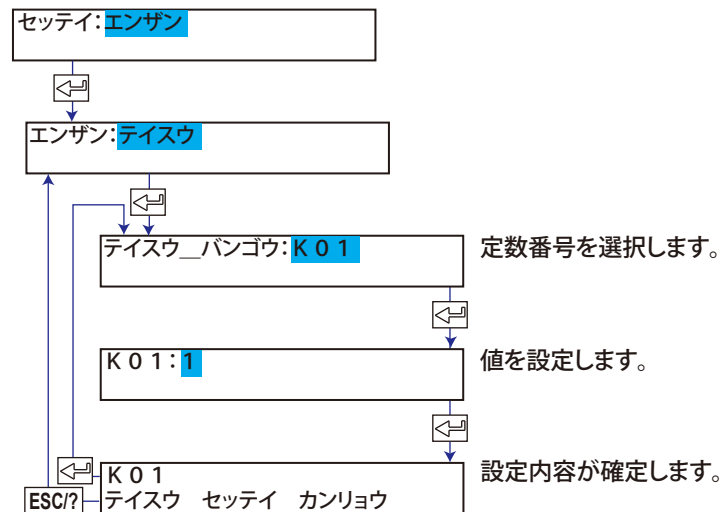 セッテイ:エンザン
エンザン:テイスウ
テイスウ＿バンゴウ:K01
定数番号を選択します。
K01:1
値を設定します。
K01
テイスウ　セッテイ　カンリョウ
設定内容が確定します。
ESC/?